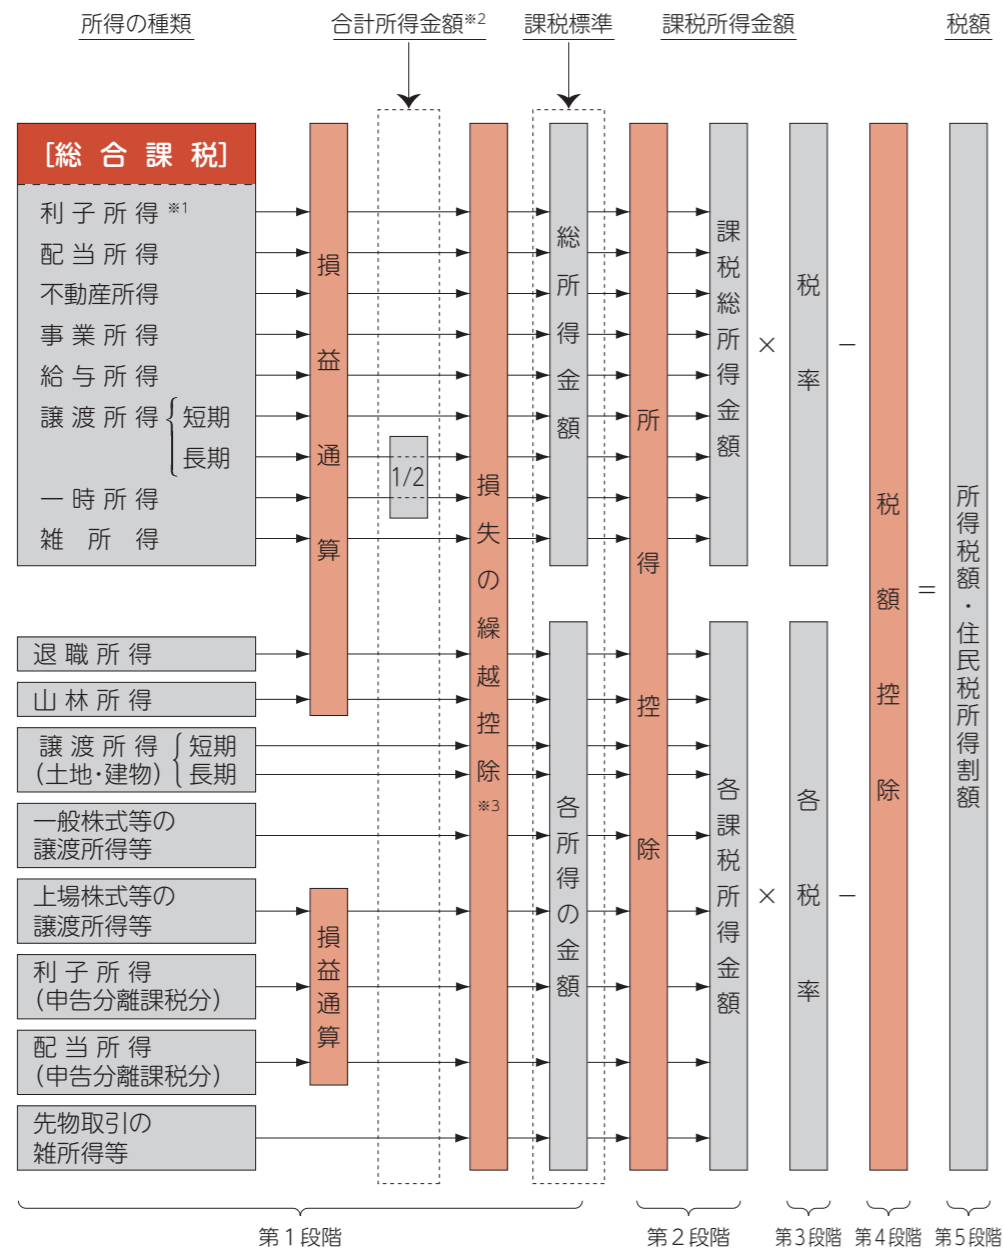 所得の種類
合計所得金額※2
課税標準
課税所得金額
税額
[総合課税]
利子所得※1
配当所得
不動産所得
事業所得
給与所得
譲渡所得{短期
長期
一時所得
雑所得
退職所得
山林所得
譲渡所得{短期
(土地・建物) 長期
一般株式等の
譲渡所得等
上場株式等の
譲渡所得等
利子所得
(申告分離課税分)
配当所得
(申告分離課税分)
先物取引の
雑所得等
損益通算
損益通算
1/2
損失の繰越控除※3
総所得金額
各所得の金額
所得控除
課税総所得金額
各課税所得金額
×
×
税率
各税率
−
−
税額控除
=
所得税額・住民税所得割額
第1段階
第2段階
第3段階
第4段階
第5段階